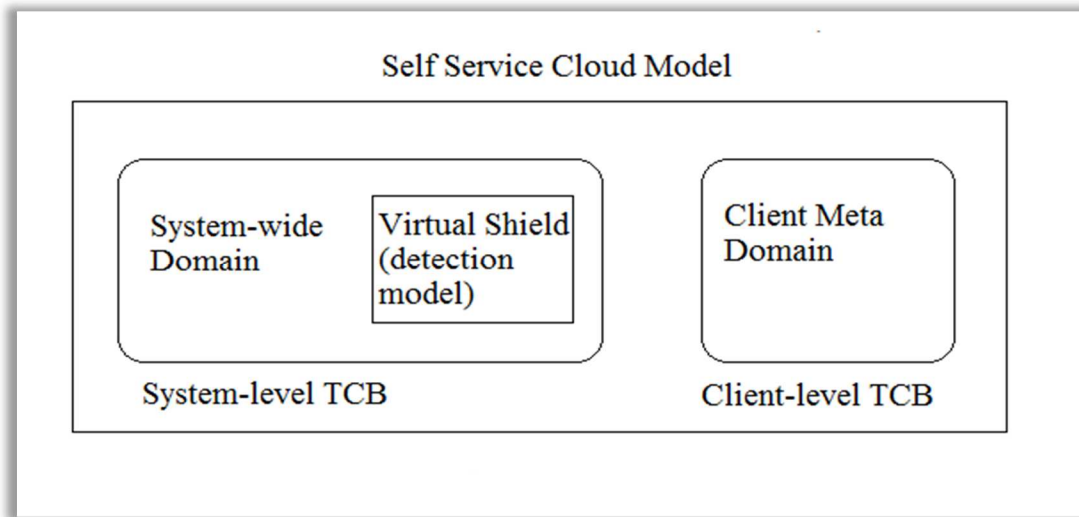 Self Service Cloud Model
System-wide
Domain
Virtual Shield
(detection
model)
Client Meta
Domain
System-level TCB
Client-level TCB